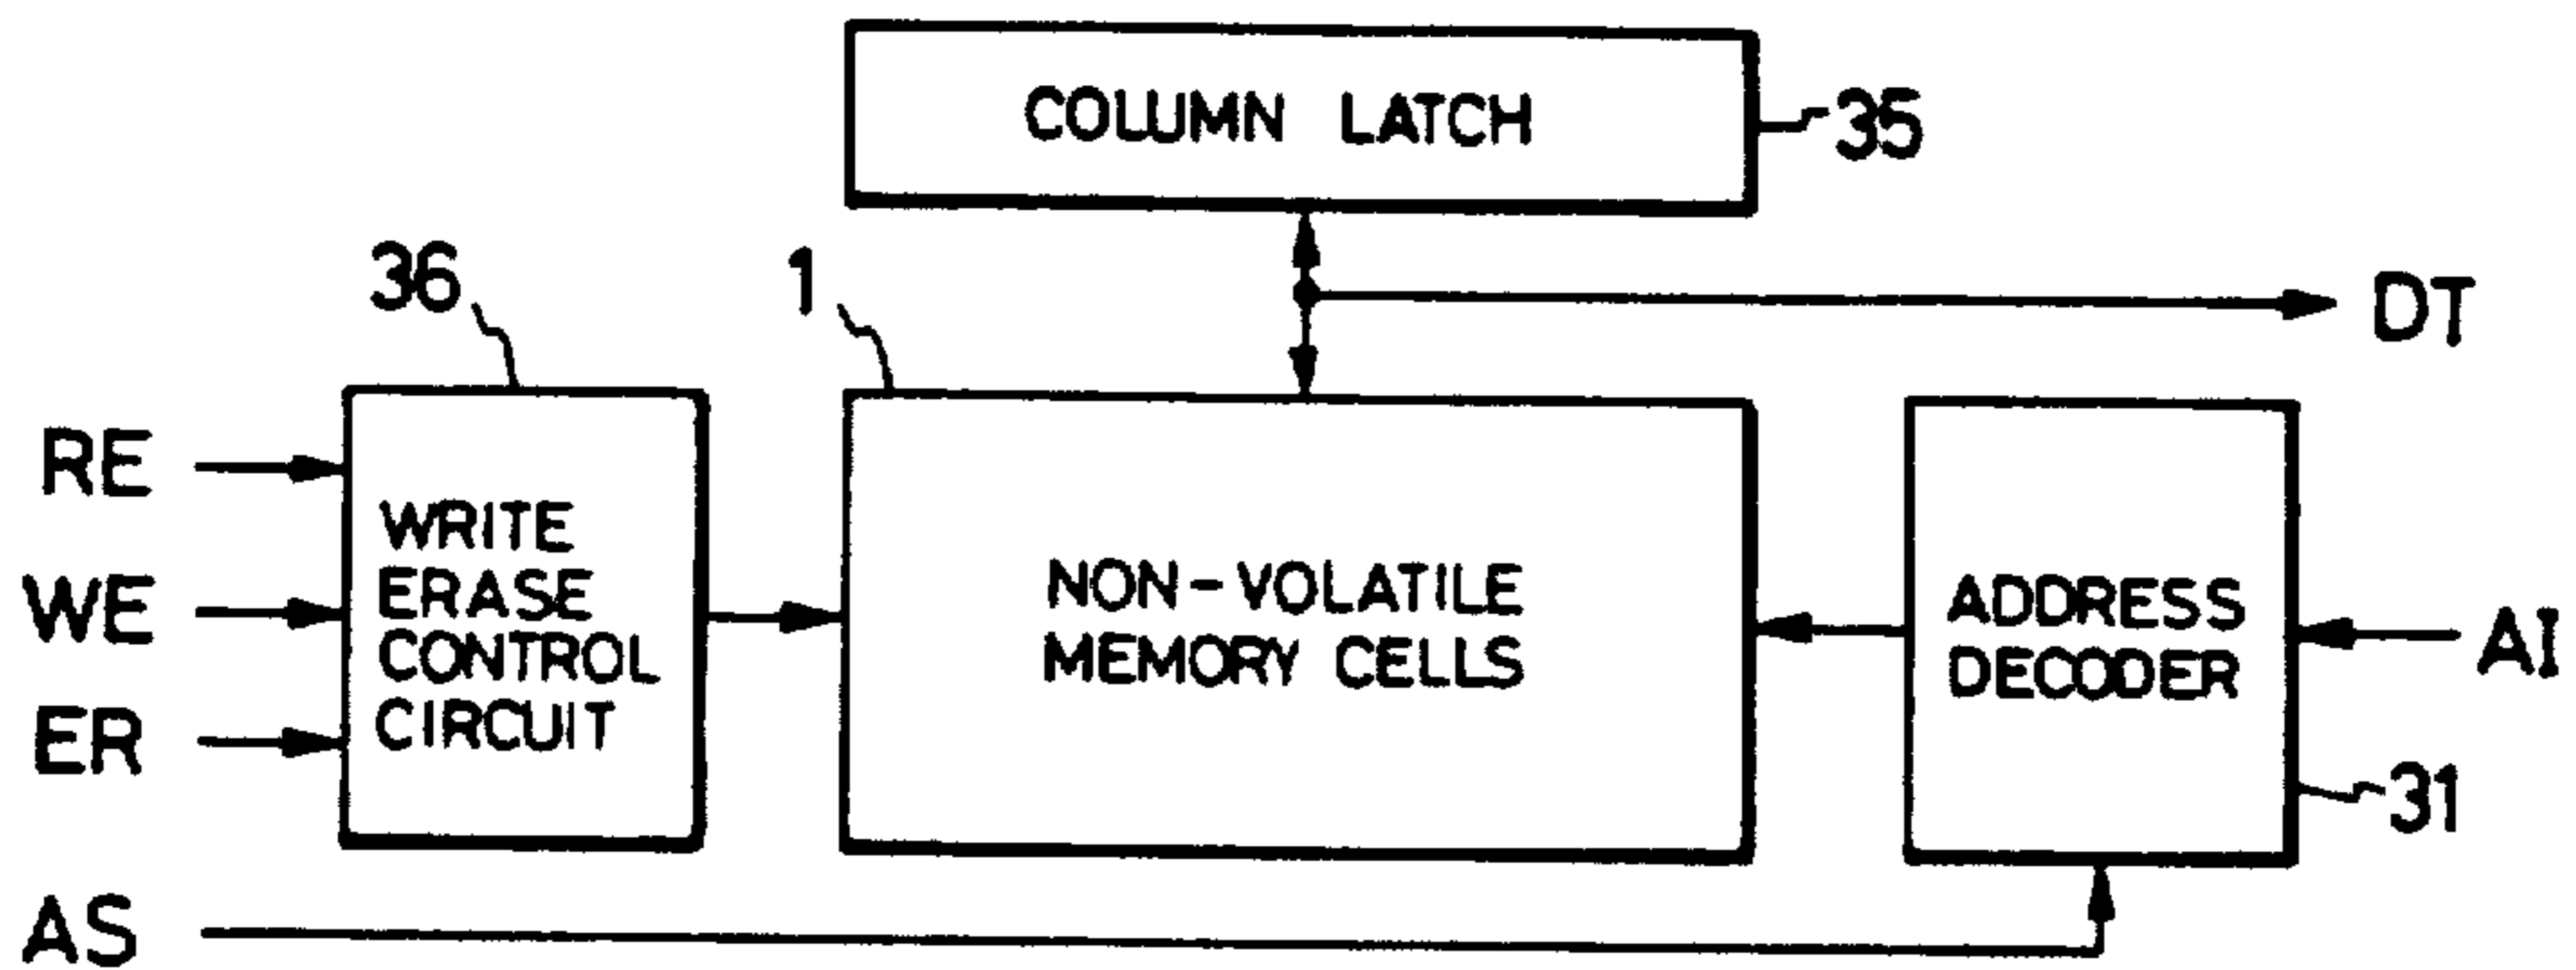 COLUMN LATCH
35
36
1
DT
RE
WE
ER
AS
WRITE
ERASE
CONTROL
CIRCUIT
NON-VOLATILE
MEMORY CELLS
ADDRESS
DECODER
AI
31